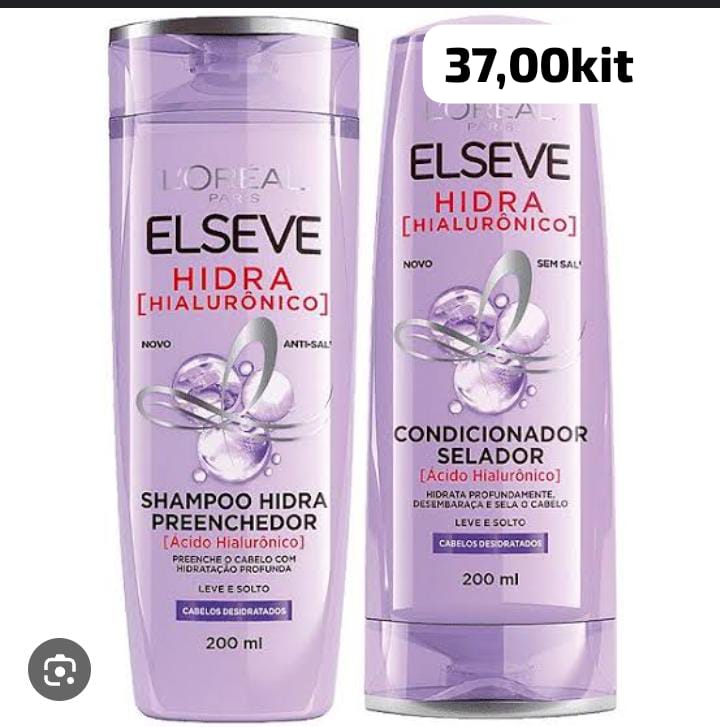 37,00kit
L'ORÉAL
PARIS
ELSEVE
HIDRA
[HIALURÔNICO]
NOVO
ANTI-SAL¹
SHAMPOO HIDRA
PREENCHEDOR
[Ácido Hialurônico]
PREENCHE O CABELO COM
HIDRATAÇÃO PROFUNDA
LEVE E SOLTO
CABELOS DESIDRATADOS
200 ml
L'ORÉAL
PARIS
ELSEVE
HIDRA
[HIALURÔNICO]
NOVO
SEM SAL¹
CONDICIONADOR
SELADOR
[Ácido Hialurônico]
HIDRATA PROFUNDAMENTE,
DESEMBARAÇA E SELA O CABELO
LEVE E SOLTO
CABELOS DESIDRATADOS
200 ml